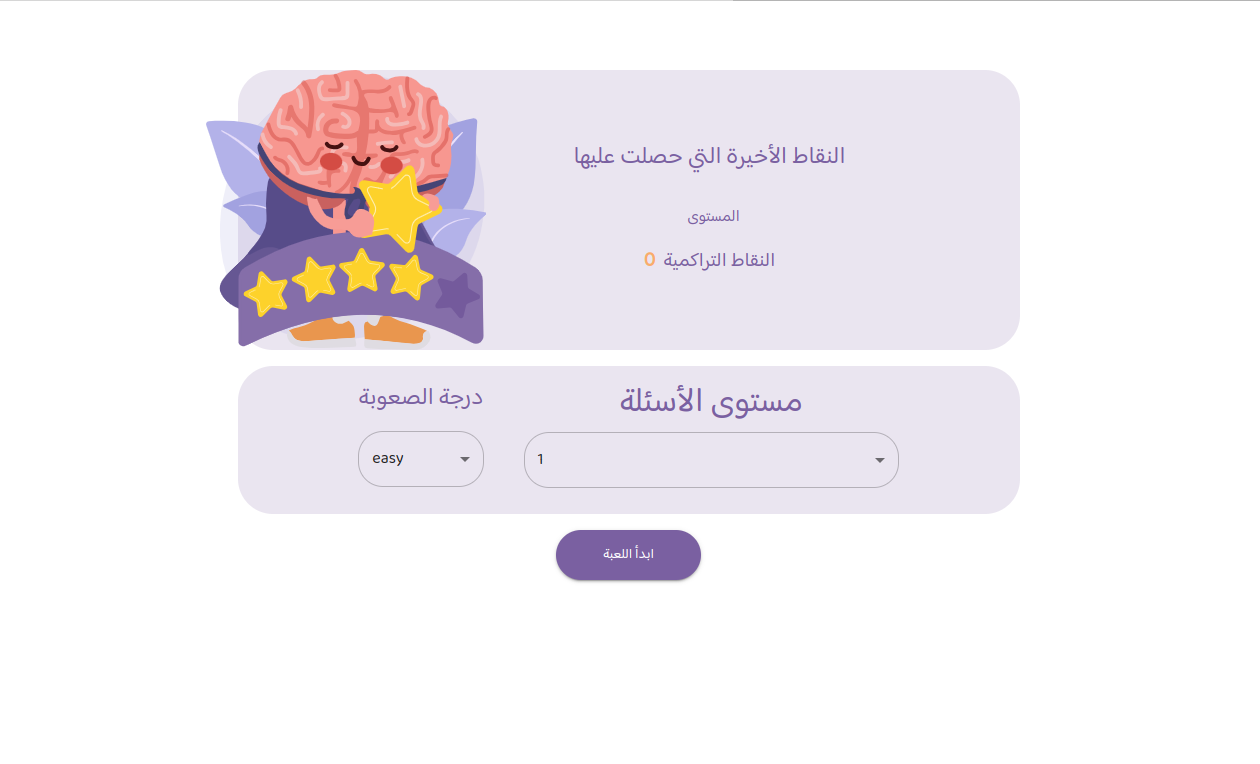 النقاط الأخيرة التي حصلت عليها
المستوى
النقاط التراكمية 0
مستوى الأسئلة
درجة الصعوبة
1
easy
ابدأ اللعبة